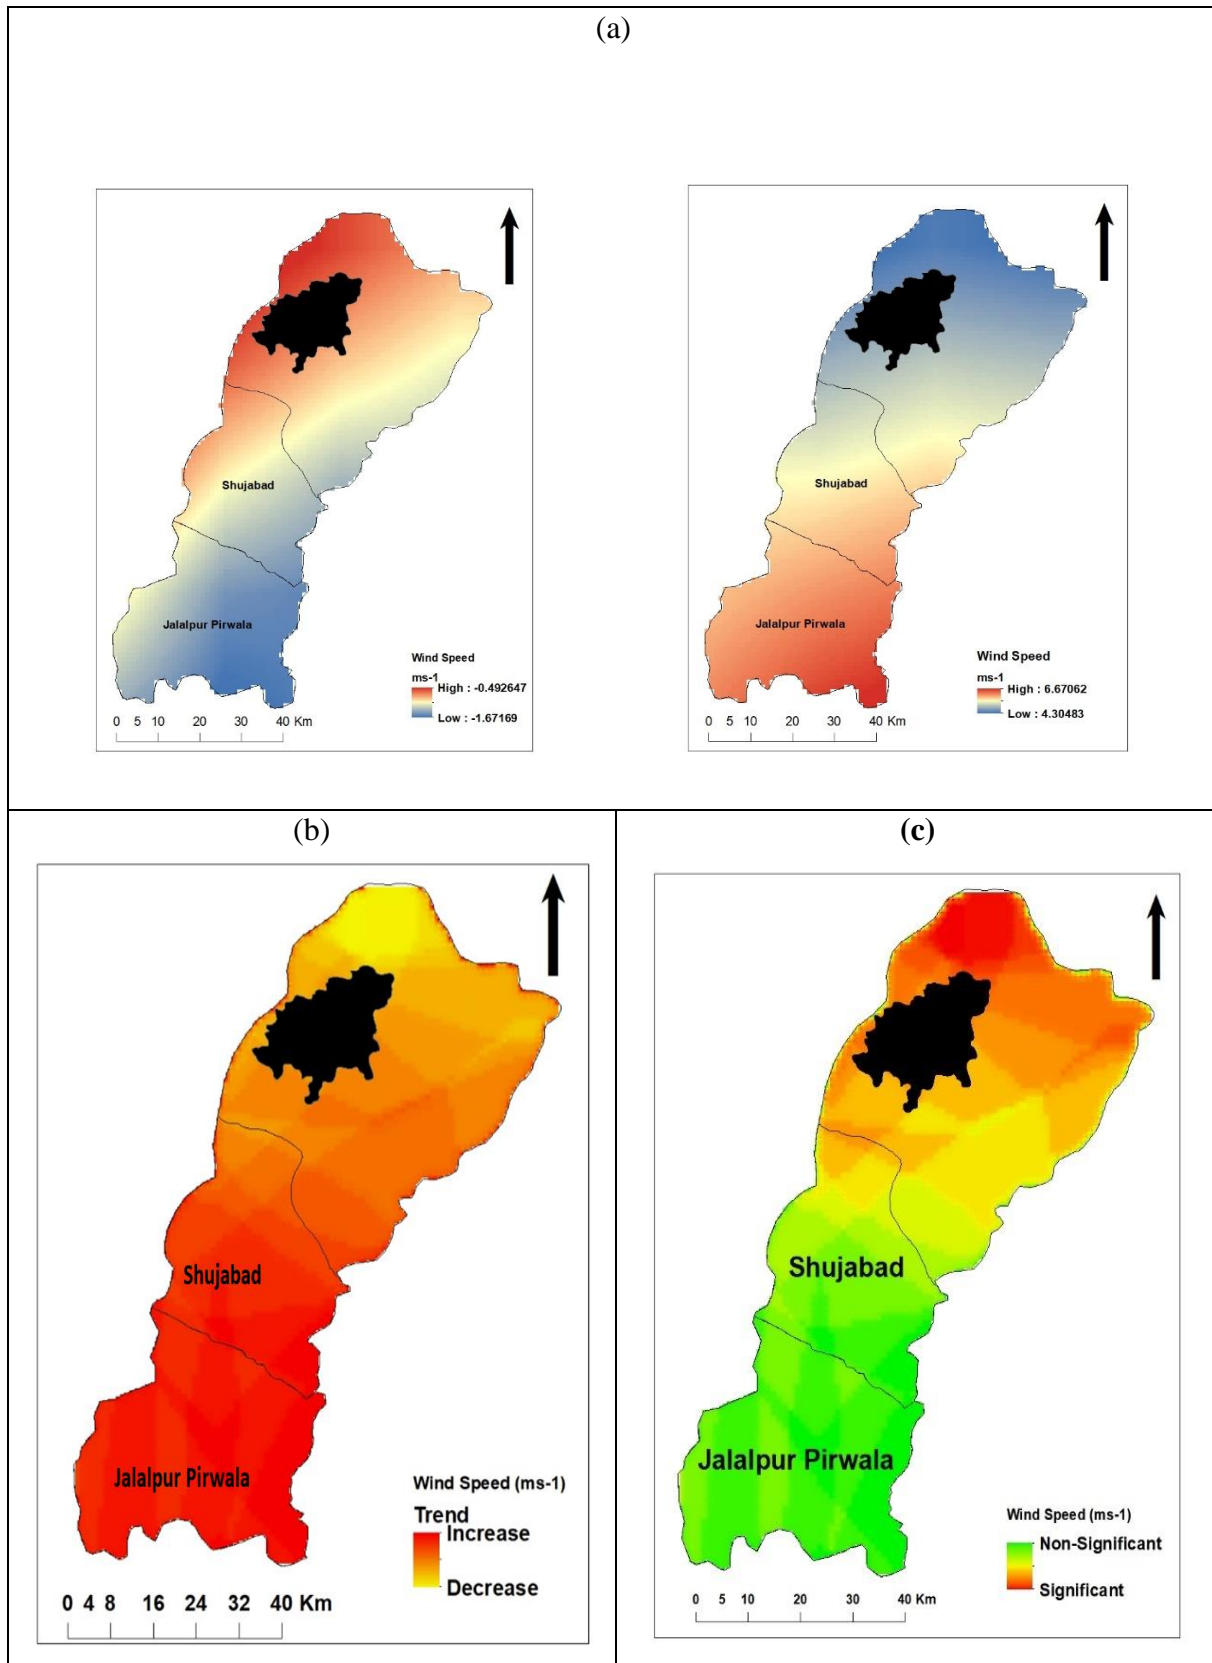 (a)
Shujabad
Jalalpur Pirwala
Wind Speed
ms-1
High : -0.492647
Low : -1.67169
0 5 10 20 30 40 Km
Shujabad
Jalalpur Pirwala
Wind Speed
ms-1
High : 6.67062
Low : 4.30483
0 5 10 20 30 40 Km
(b)
Shujabad
Jalalpur Pirwala
Wind Speed (ms-1)
Trend
Increase
Decrease
0 4 8 16 24 32 40 Km
(c)
Shujabad
Jalalpur Pirwala
Wind Speed (ms-1)
Non-Significant
Significant
0 5 10 20 30 40 Km